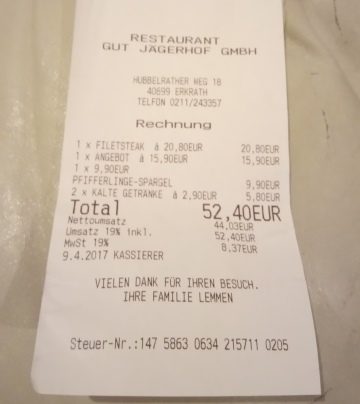 RESTAURANT
GUT JÄGERHOF GMBH
HUBBELRATHER WEG 18
40699 ERKRATH
TELFON 0211/243357
Rechnung
1 x FILETSTEAK á 20,80EUR 20,80EUR
1 x ANGEBOT á 15,90EUR 15,90EUR
1 x 9,90EUR
PFIFFERLINGE-SPARGEL 9,90EUR
2 x KALTE GETRÄNKE á 2,90EUR 5,80EUR
Total 52,40EUR
Nettoumsatz 44,03EUR
Umsatz 19% inkl. 52,40EUR
MwSt 19% 8,37EUR
9.4.2017 KASSIERER
VIELEN DANK FÜR IHREN BESUCH.
IHRE FAMILIE LEMMEN
Steuer-Nr.:147 5863 0634 215711 0205